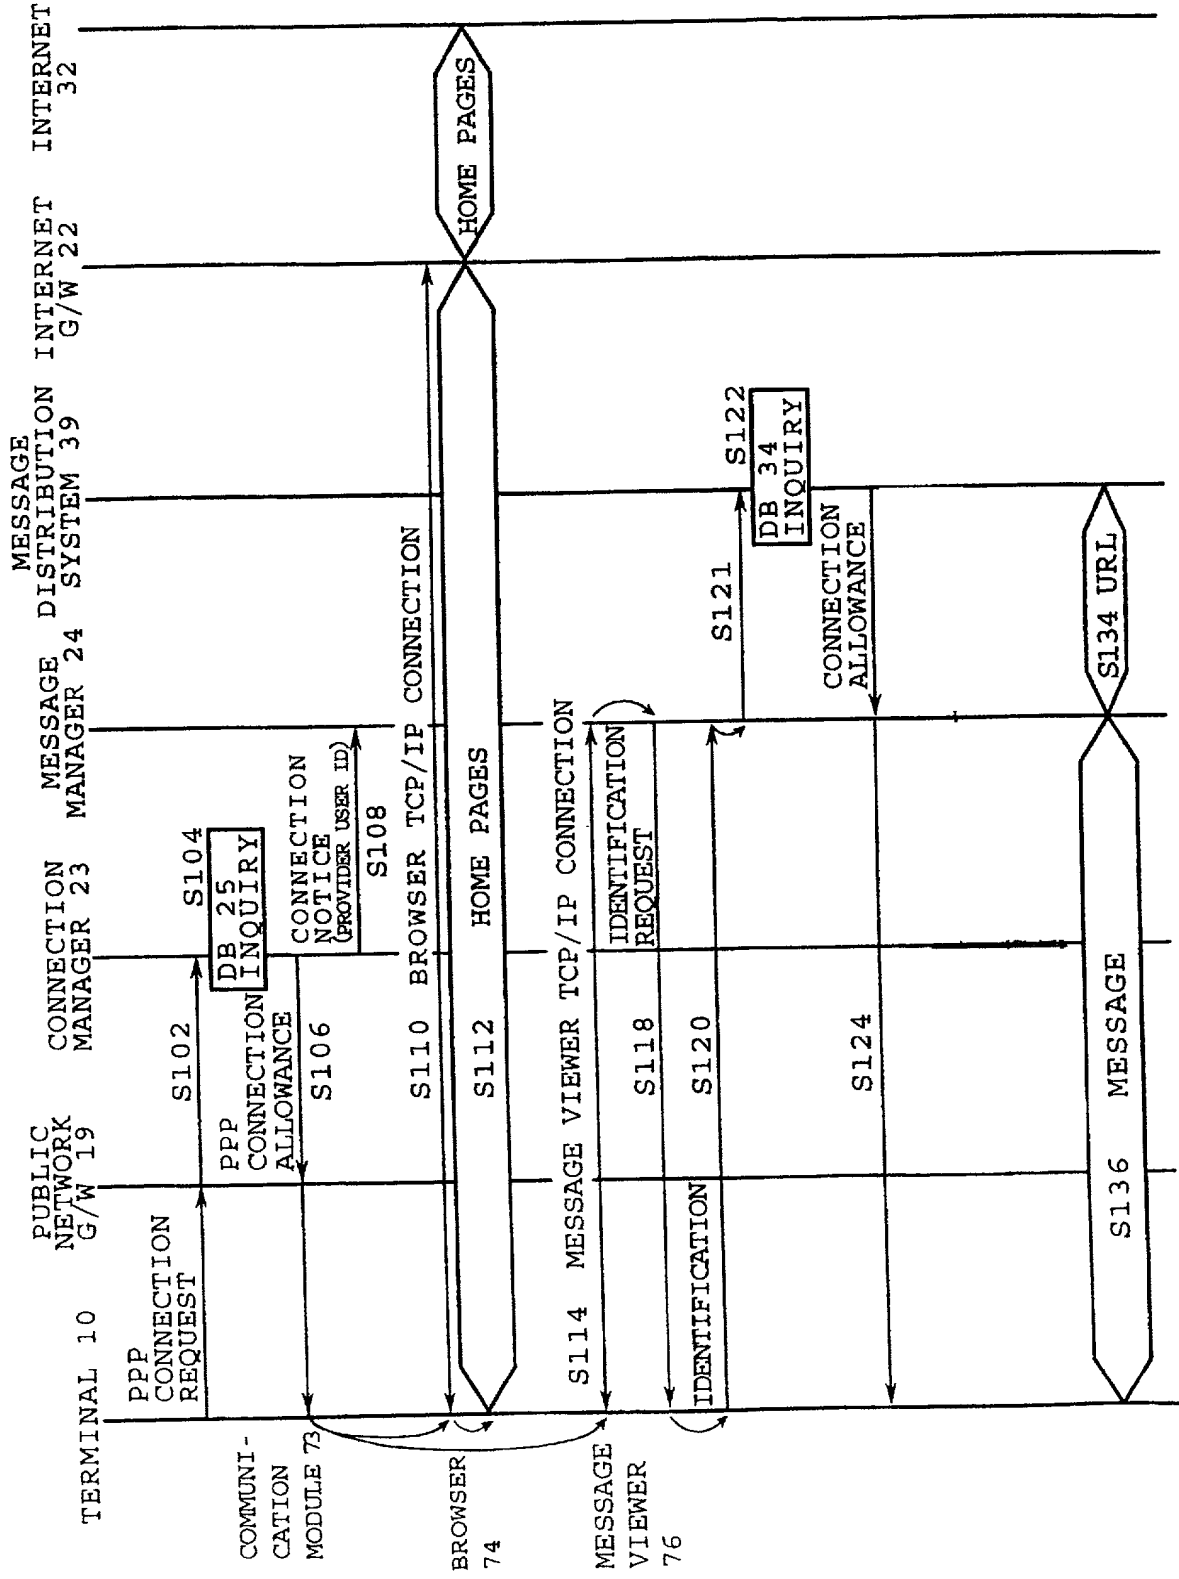 TERMINAL 10
PUBLIC
NETWORK
G/W 19
CONNECTION
MANAGER 23
MESSAGE
MANAGER 24
MESSAGE
DISTRIBUTION
SYSTEM 39
INTERNET
G/W 22
INTERNET
32
PPP
CONNECTION
REQUEST
S102
S104
DB 25
INQUIRY
PPP
CONNECTION
ALLOWANCE
S106
CONNECTION
NOTICE
(PROVIDER USER ID)
S108
COMMUNI-
CATION
MODULE 73
S110 BROWSER TCP/IP CONNECTION
BROWSER
74
S112 HOME PAGES
HOME PAGES
S114 MESSAGE VIEWER TCP/IP CONNECTION
MESSAGE
VIEWER
76
IDENTIFICATION
REQUEST
S118
IDENTIFICATION
S120
S121
S122
DB 34
INQUIRY
CONNECTION
ALLOWANCE
S124
S134 URL
S136 MESSAGE